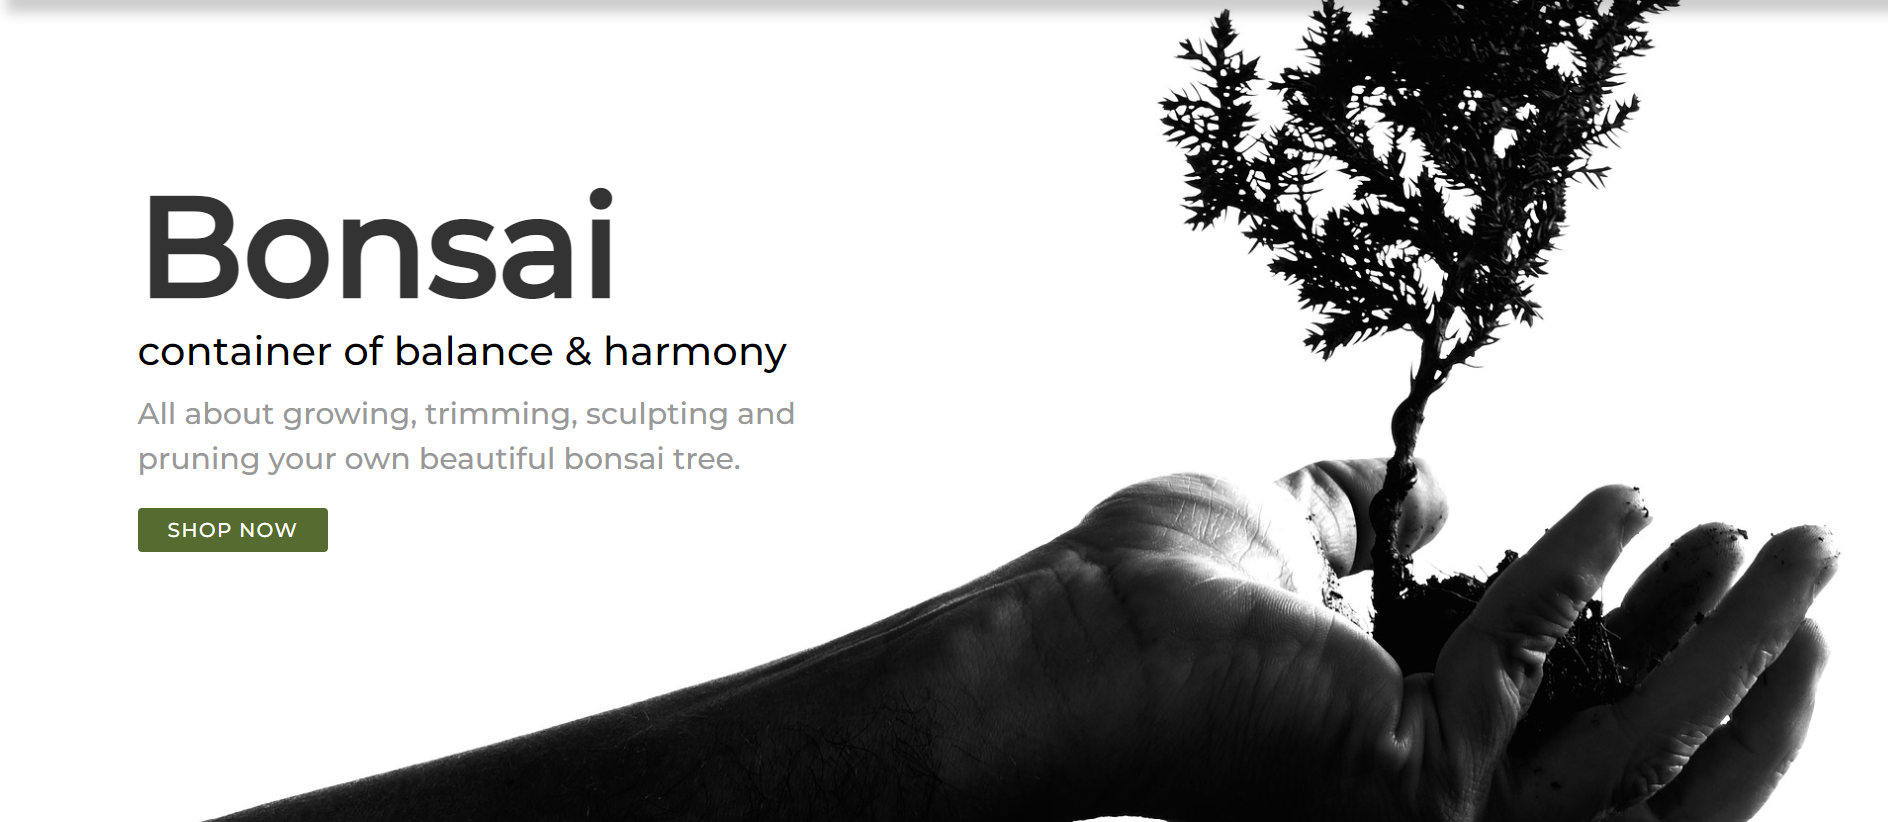 Bonsai
container of balance & harmony
All about growing, trimming, sculpting and
pruning your own beautiful bonsai tree.
SHOP NOW